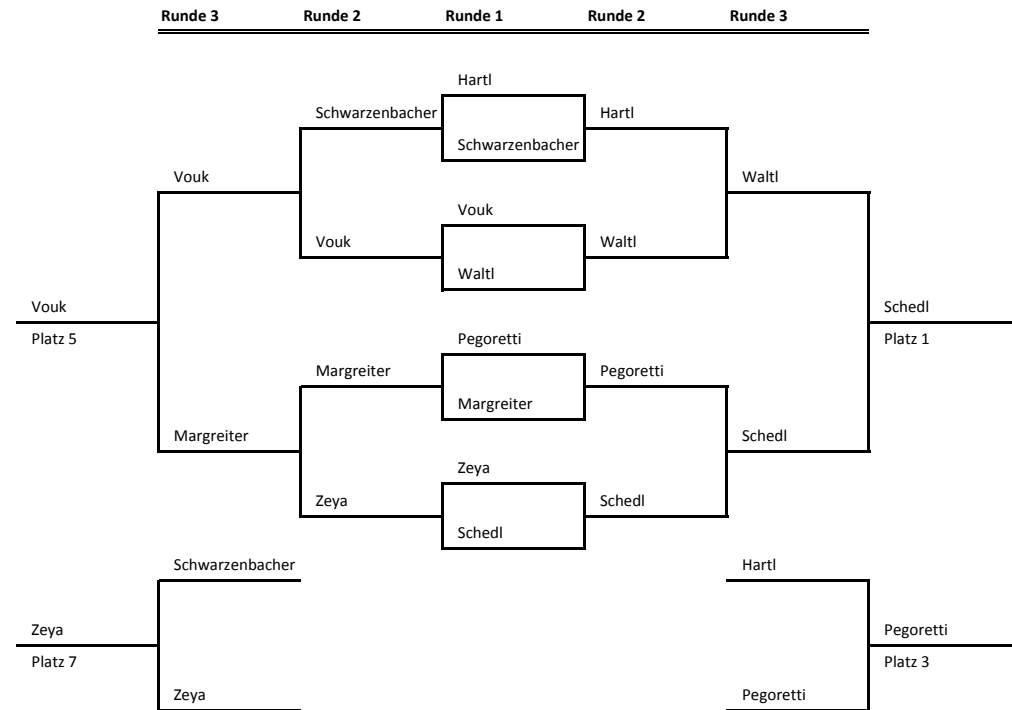 Runde 3 Runde 2 Runde 1 Runde 2 Runde 3
Hartl
Schwarzenbacher Hartl
Schwarzenbacher
Vouk Waltl
Vouk
Vouk Waltl
Waltl
Vouk Schedl
Platz 5 Platz 1
Pegoretti
Margreiter Pegoretti
Margreiter
Margreiter Schedl
Zeya
Zeya Schedl
Schedl
Schwarzenbacher Hartl
Zeya Pegoretti
Platz 7 Platz 3
Zeya Pegoretti